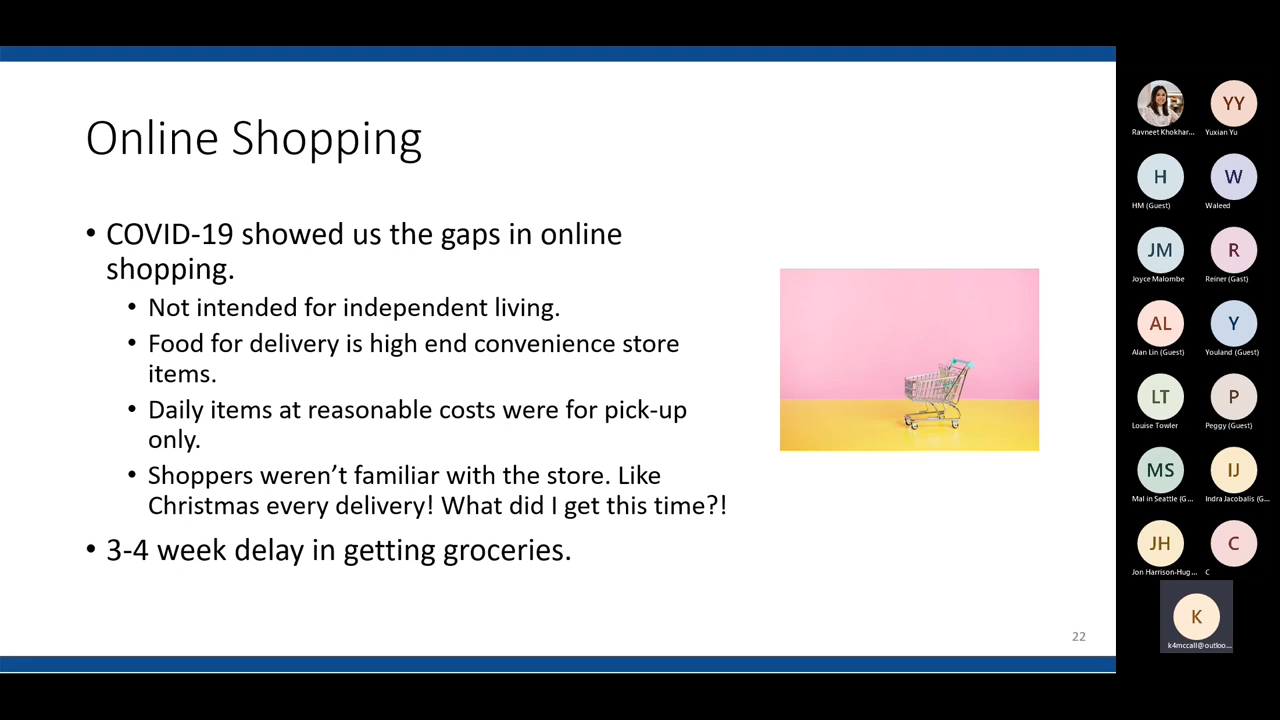 Online Shopping
• COVID-19 showed us the gaps in online
shopping.
• Not intended for independent living.
• Food for delivery is high end convenience store
items.
• Daily items at reasonable costs were for pick-up
only.
• Shoppers weren’t familiar with the store. Like
Christmas every delivery! What did I get this time?!
• 3-4 week delay in getting groceries.
22
YY
Ravneet Khokhar...
Yuxian Yu
H
W
HM (Guest)
Waleed
JM
R
Joyce Malombe
Reiner (Gast)
AL
Y
Alan Lin (Guest)
Youland (Guest)
LT
P
Louise Towler
Peggy (Guest)
MS
IJ
Mal in Seattle (G...
Indra Jacobalis (G...
JH
C
Jon Harrison-Hug...
C
K
k4mccall@outloo...